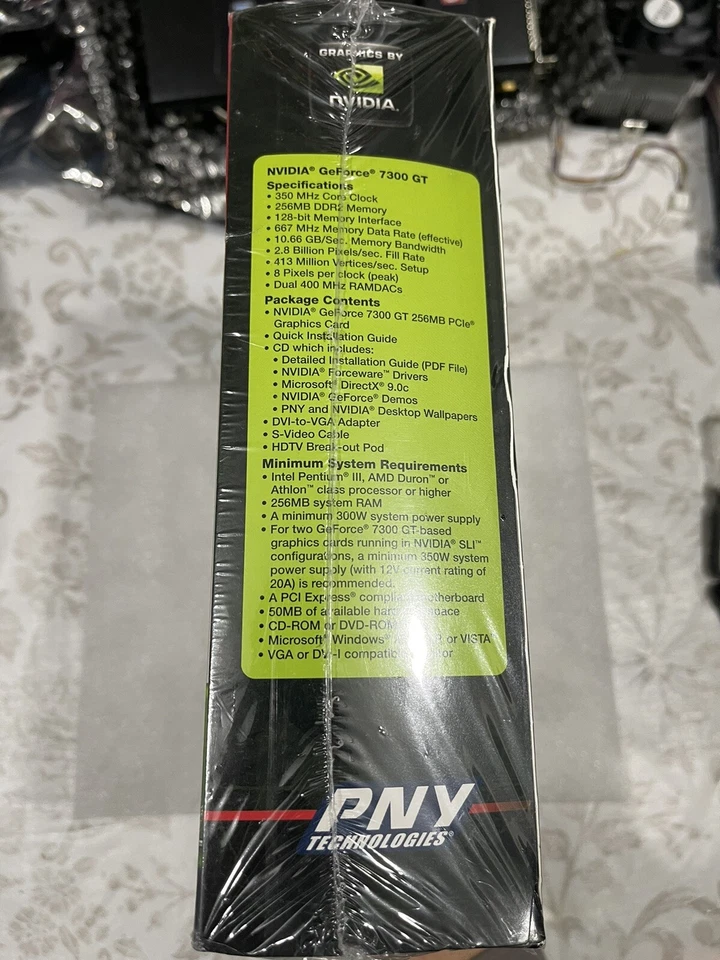 GRAPHICS BY
NVIDIA.
NVIDIA® GeForce® 7300 GT
Specifications
• 350 MHz Core Clock
• 256MB DDR2 Memory
• 128-bit Memory Interface
• 667 MHz Memory Data Rate (effective)
• 10.66 GB/Sec. Memory Bandwidth
• 2.8 Billion Pixels/sec. Fill Rate
• 413 Million Vertices/sec. Setup
• 8 Pixels per clock (peak)
• Dual 400 MHz RAMDACs
Package Contents
• NVIDIA® GeForce 7300 GT 256MB PCIe®
Graphics Card
• Quick Installation Guide
• CD which includes:
• Detailed Installation Guide (PDF File)
• NVIDIA® Forceware™ Drivers
• Microsoft® DirectX® 9.0c
• NVIDIA® GeForce® Demos
• PNY and NVIDIA® Desktop Wallpapers
• DVI-to-VGA Adapter
• S-Video Cable
• HDTV Break-out Pod
Minimum System Requirements
• Intel Pentium® III, AMD Duron™ or
Athlon™ class processor or higher
• 256MB system RAM
• A minimum 300W system power supply
• For two GeForce® 7300 GT-based
graphics cards running in NVIDIA® SLI™
configurations, a minimum 350W system
power supply (with 12V current rating of
20A) is recommended.
• A PCI Express® compliant motherboard
• 50MB of available hard
• CD-ROM or DVD-ROM
• Microsoft® Windows® or VISTA
• VGA or DVI-I compatible
PNY
TECHNOLOGIES®